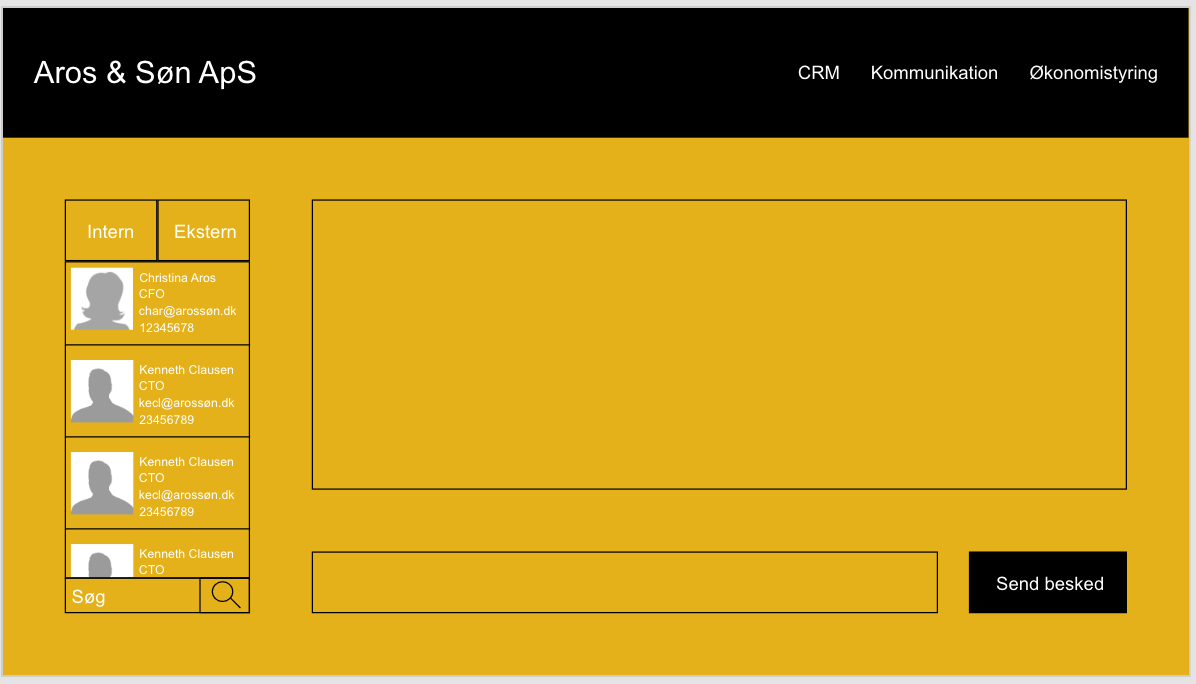 Aros & Søn ApS
CRM
Kommunikation
Økonomistyring
Intern
Ekstern
Christina Aros
CFO
char@arossøn.dk
12345678
Kenneth Clausen
CTO
kecl@arossøn.dk
23456789
Kenneth Clausen
CTO
kecl@arossøn.dk
23456789
Kenneth Clausen
CTO
Søg
Send besked